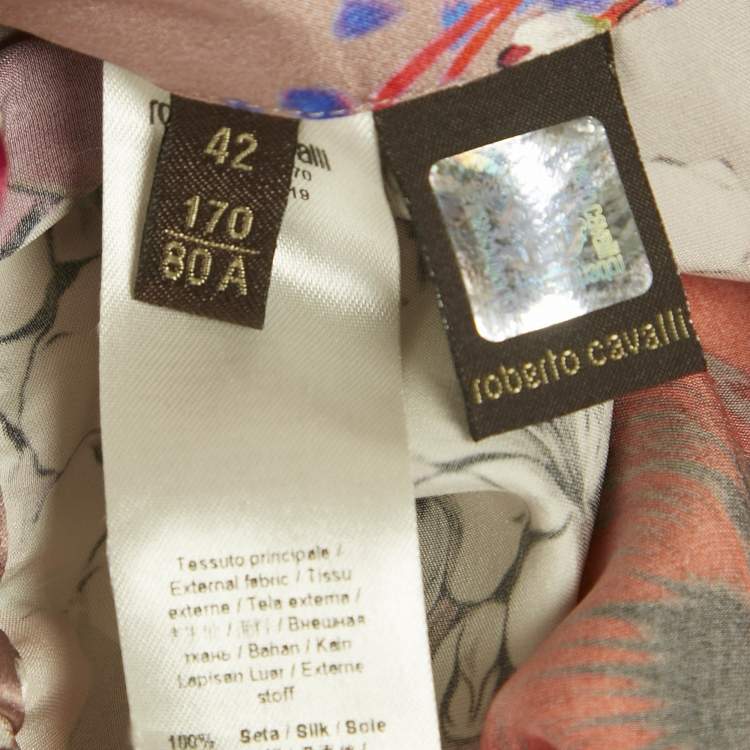 42
170
80 A
roberto cavalli
Tessuto principale /
External fabric / Tissu
externe / Tela externa /
/ Внешная
ткань / Bahan / Kain
Lapisan Luar / Externe
stoff
100% Seta / Silk / Soie